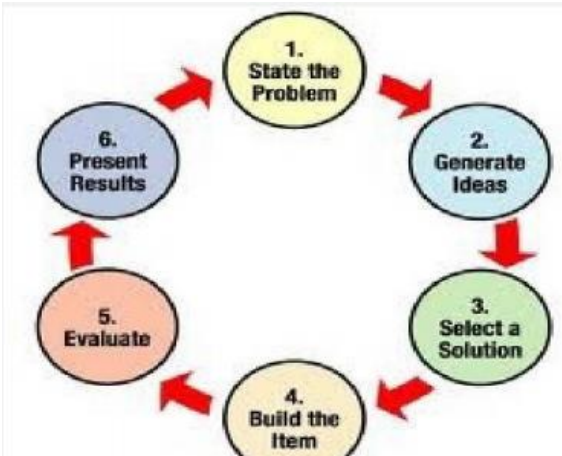 1.
State the
Problem
2.
Generate
Ideas
3.
Select a
Solution
4.
Build the
Item
5.
Evaluate
6.
Present
Results